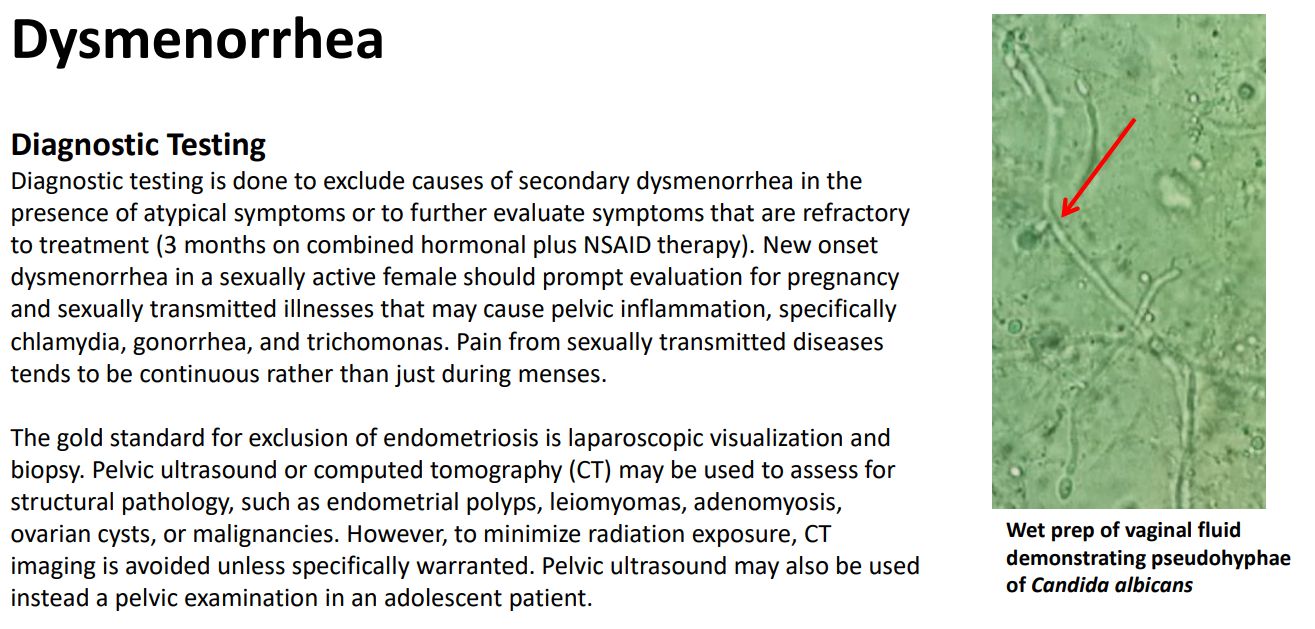 Dysmenorrhea
Diagnostic Testing
Diagnostic testing is done to exclude causes of secondary dysmenorrhea in the
presence of atypical symptoms or to further evaluate symptoms that are refractory
to treatment (3 months on combined hormonal plus NSAID therapy). New onset
dysmenorrhea in a sexually active female should prompt evaluation for pregnancy
and sexually transmitted illnesses that may cause pelvic inflammation, specifically
chlamydia, gonorrhea, and trichomonas. Pain from sexually transmitted diseases
tends to be continuous rather than just during menses.
The gold standard for exclusion of endometriosis is laparoscopic visualization and
biopsy. Pelvic ultrasound or computed tomography (CT) may be used to assess for
structural pathology, such as endometrial polyps, leiomyomas, adenomyosis,
ovarian cysts, or malignancies. However, to minimize radiation exposure, CT
imaging is avoided unless specifically warranted. Pelvic ultrasound may also be used
instead a pelvic examination in an adolescent patient.
Wet prep of vaginal fluid
demonstrating pseudohyphae
of Candida albicans